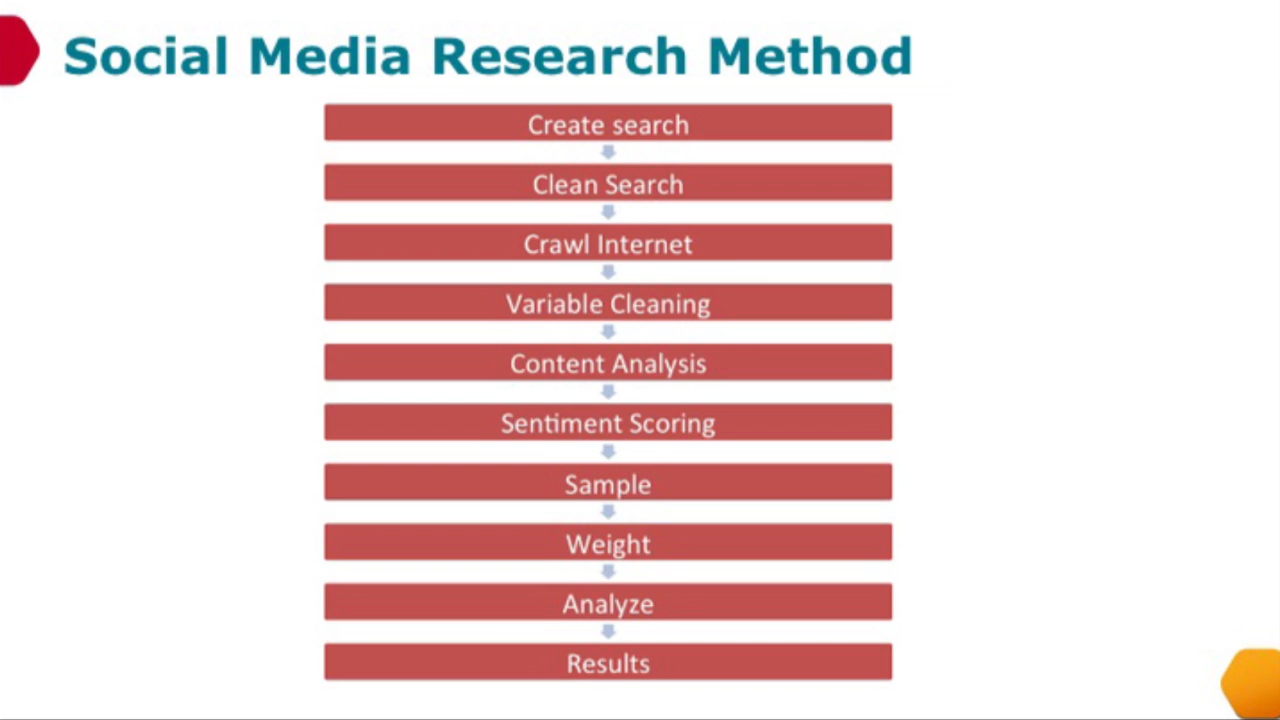 Social Media Research Method
Create search
Clean Search
Crawl Internet
Variable Cleaning
Content Analysis
Sentiment Scoring
Sample
Weight
Analyze
Results